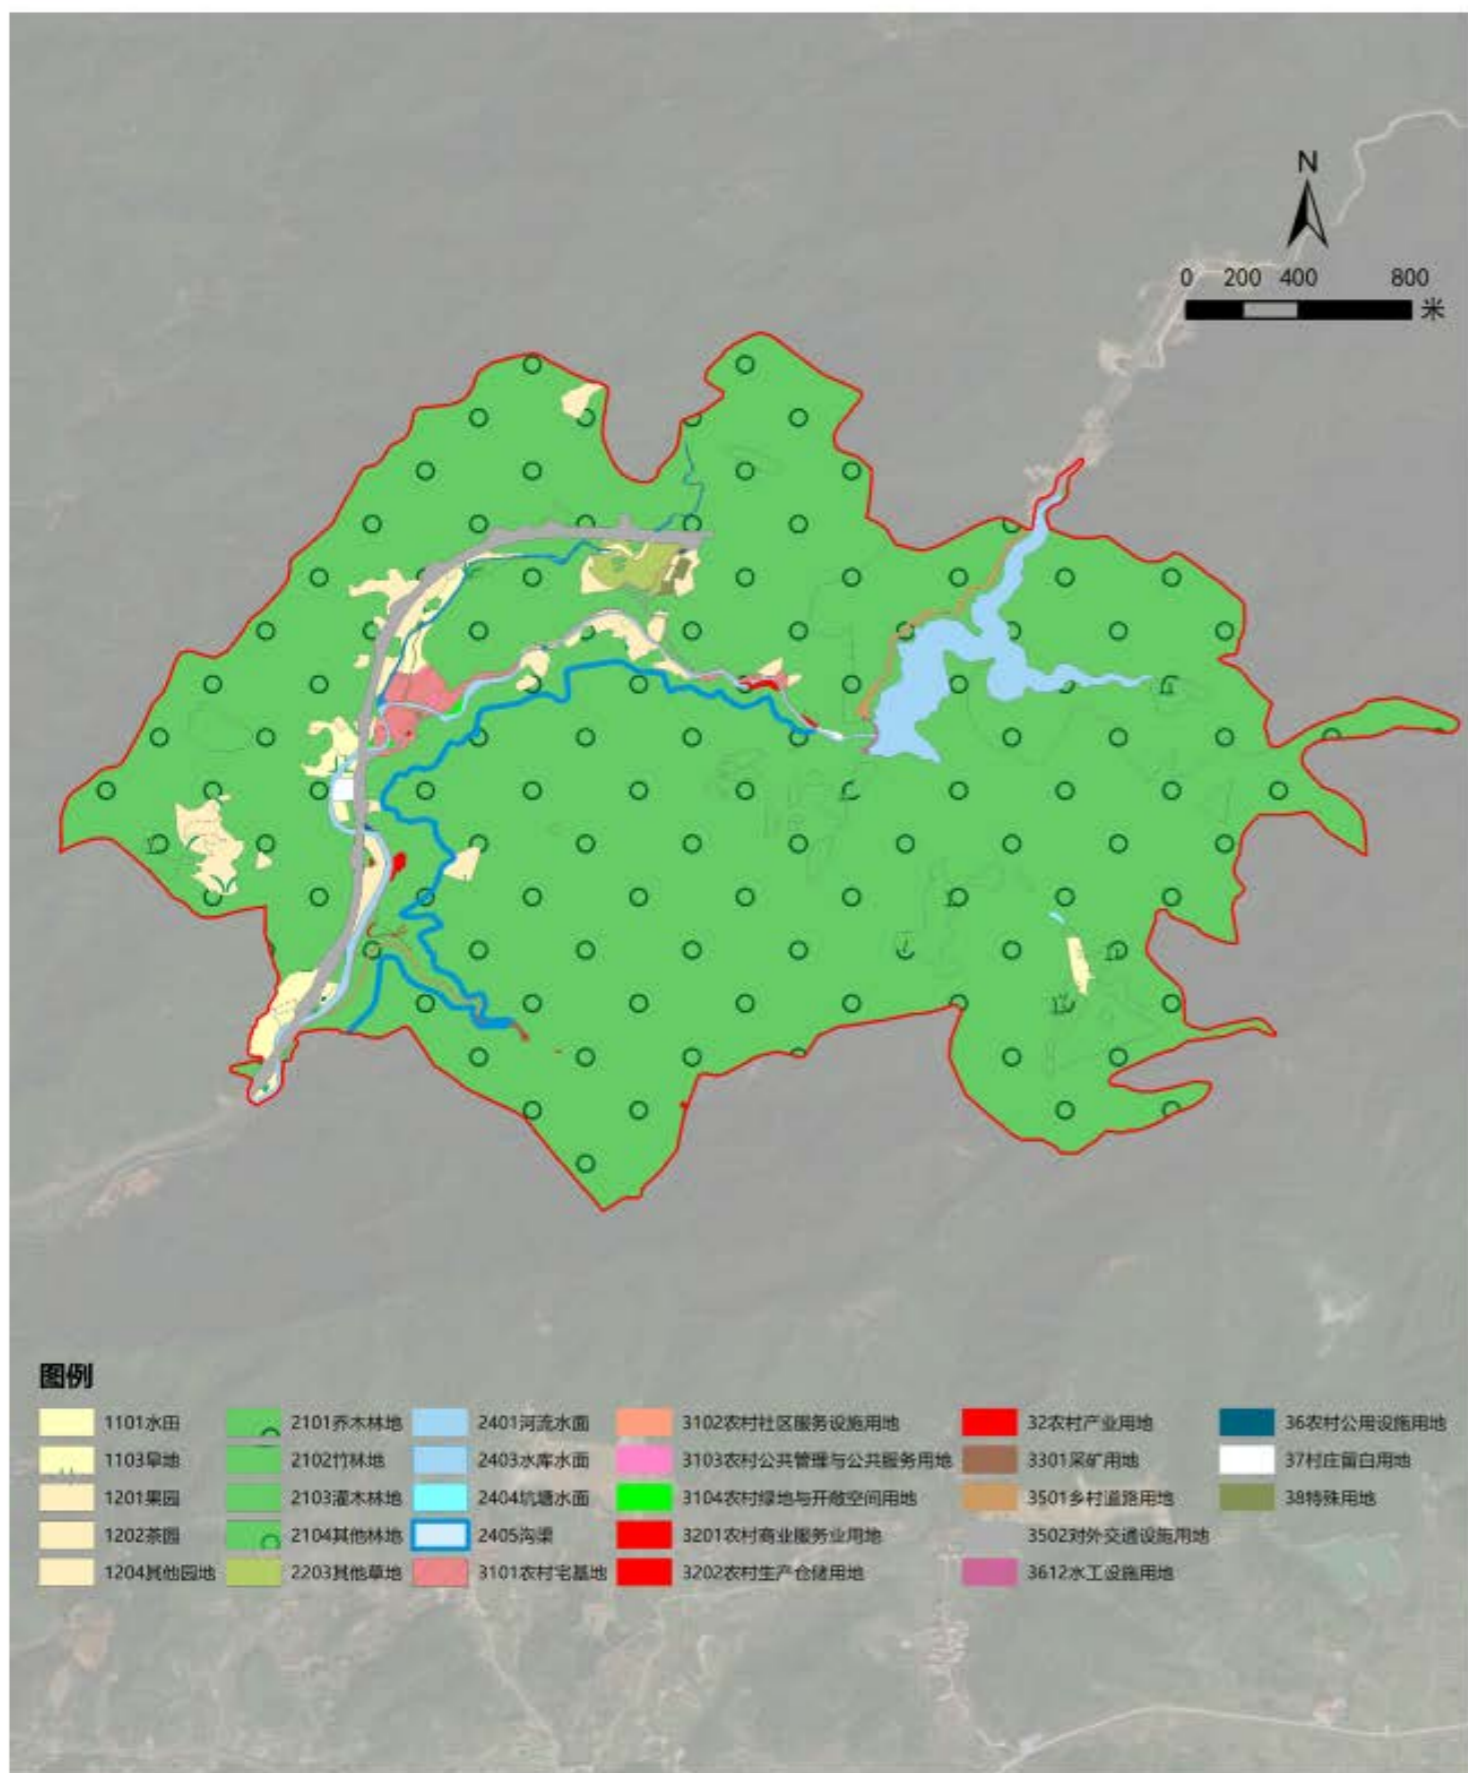 N
0 200 400 800
米
图例
1101水田 2101乔木林地 2401河流水面 3102农村社区服务设施用地 32农村产业用地 36农村公用设施用地
1103旱地 2102竹林地 2403水库水面 3103农村公共管理与公共服务用地 3301采矿用地 37村庄留白用地
1201果园 2103灌木林地 2404坑塘水面 3104农村绿地与开敞空间用地 3501乡村道路用地 38特殊用地
1202茶园 2104其他林地 2405沟渠 3201农村商业服务业用地 3502对外交通设施用地
1204其他园地 2203其他草地 3101农村宅基地 3202农村生产仓储用地 3612水工设施用地